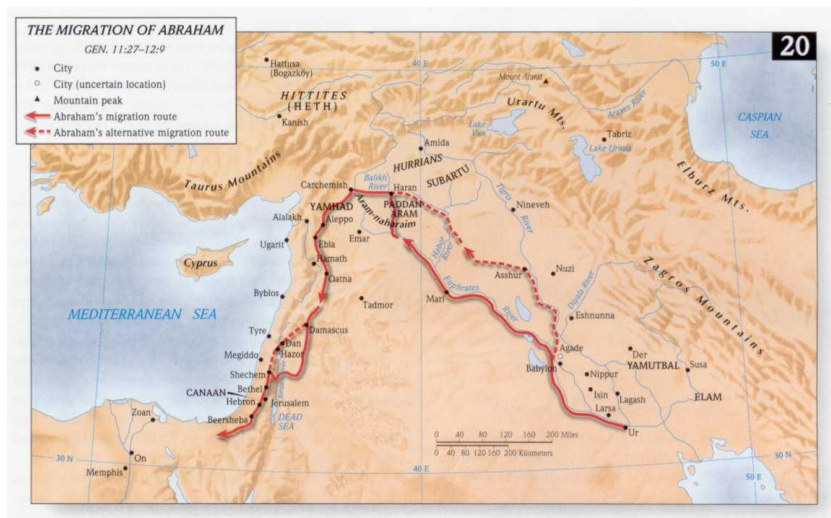 THE MIGRATION OF ABRAHAM
GEN. 11:27–12:9
City
City (uncertain location)
Mountain peak
Abraham's migration route
Abraham's alternative migration route
20
Hattusa
(Bogazköy)
40 E
50 E
Mount Ararat
HITTITES
(HETH)
Kanish
Urartu Mts.
Araxes River
CASPIAN
SEA
Lake
Van
Tabriz
Lake Urmia
Amida
HURRIANS
SUBARTU
Elburz Mts.
Taurus Mountains
Carchemish
Balikh
River
Haran
Tigris
River
Nineveh
YAMHAD
PADDAN
ARAM
Aram-naharaim
Alalakh
Aleppo
Emar
Ugarit
Ebla
Habor
River
Cyprus
Hamath
Qatna
Asshur
Nuzi
Zagros Mountains
Diyala River
Byblos
Tadmor
Mari
Euphrates
River
Eshnunna
MEDITERRANEAN SEA
Tyre
Damascus
Dan
Hazor
Megiddo
Agade
Der
Babylon
YAMUTBAL
Susa
Shechem
Nippur
Bethel
CANAAN
Isin
Lagash
ELAM
Hebron
Jerusalem
Larsa
Zoan
Beersheba
DEAD
SEA
Ur
0 40 80 120 160 200 Miles
0 40 80 120 160 200 Kilometers
30 N
On
Memphis
40 E
30 N
50 E